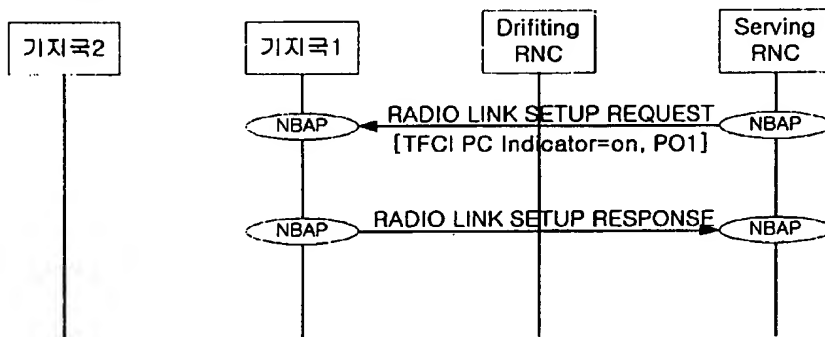 기지국2
기지국1
Drifiting
RNC
Serving
RNC
NBAP
RADIO LINK SETUP REQUEST
NBAP
[TFCI PC Indicator=on, PO1]
NBAP
RADIO LINK SETUP RESPONSE
NBAP